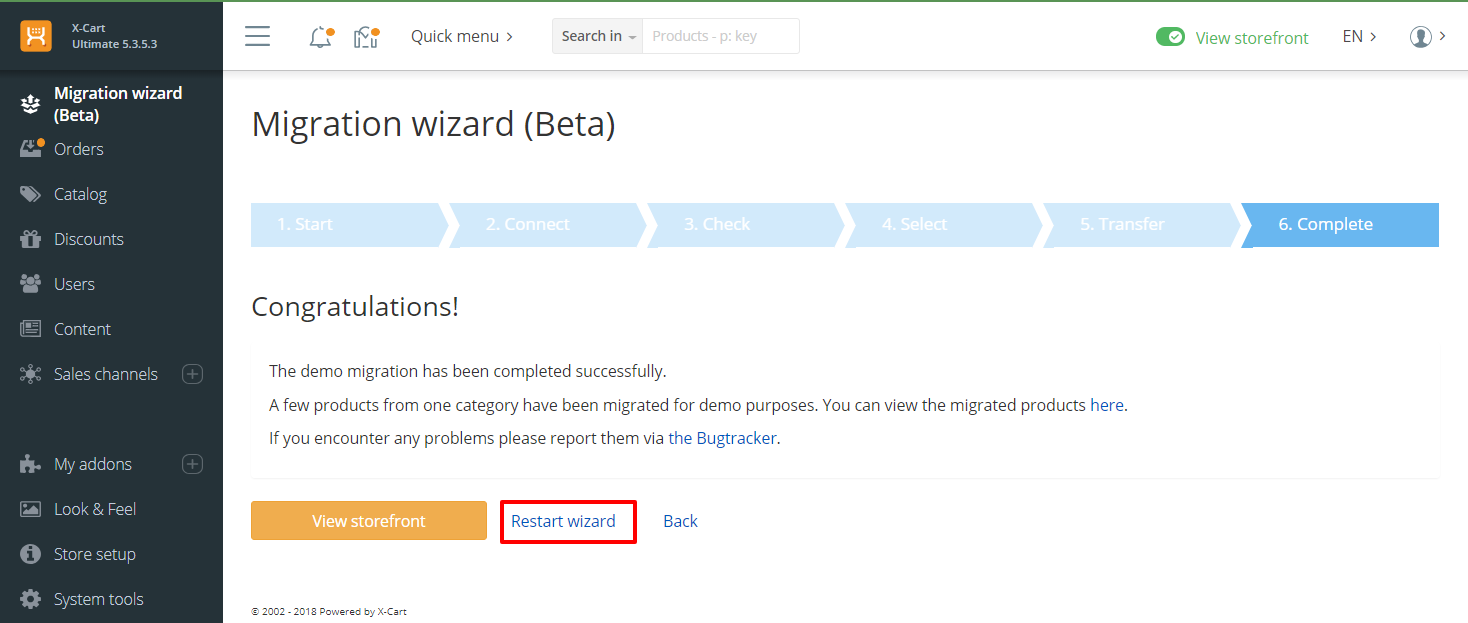 X-Cart
Ultimate 5.3.5.3
Quick menu
Search in
Products - p: key
View storefront
EN
Migration wizard
(Beta)
Orders
Catalog
Discounts
Users
Content
Sales channels
My addons
Look & Feel
Store setup
System tools
Migration wizard (Beta)
1. Start
2. Connect
3. Check
4. Select
5. Transfer
6. Complete
Congratulations!
The demo migration has been completed successfully.
A few products from one category have been migrated for demo purposes. You can view the migrated products here.
If you encounter any problems please report them via the Bugtracker.
View storefront
Restart wizard
Back
© 2002 - 2018 Powered by X-Cart